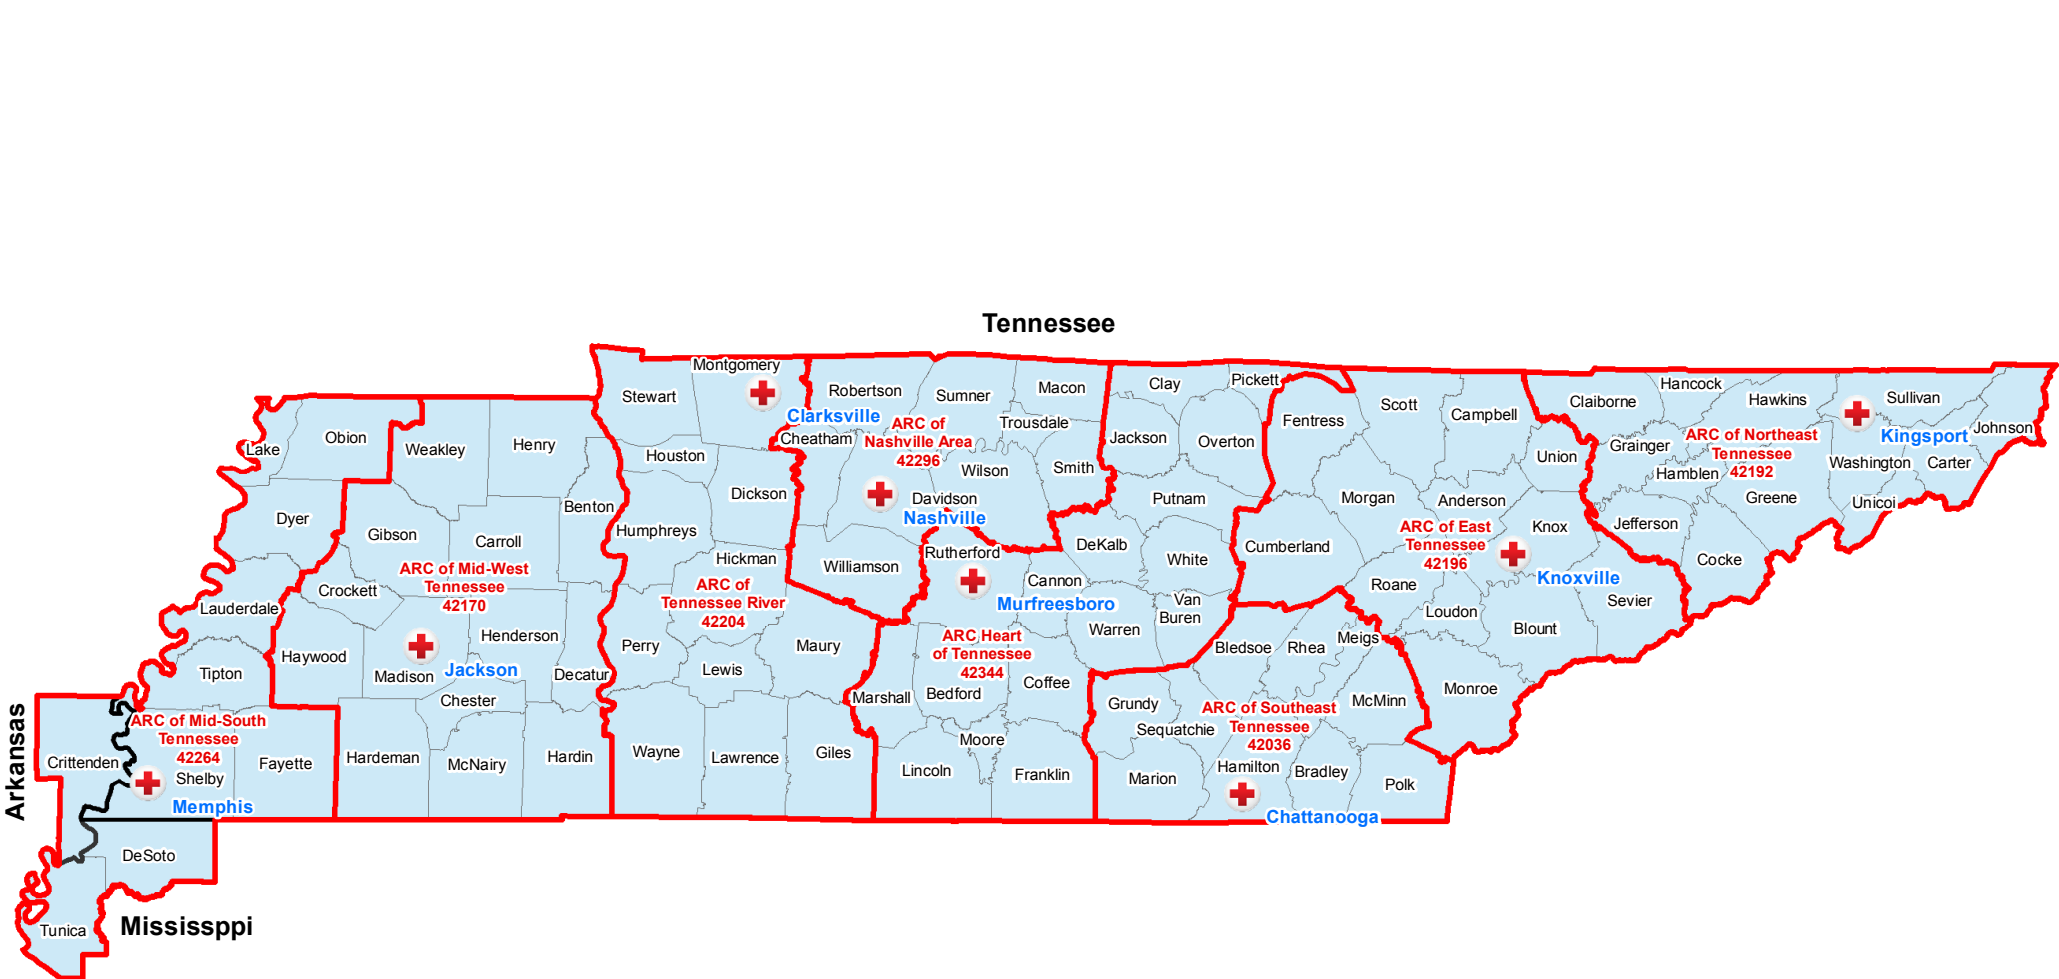 Tennessee
Montgomery
Stewart
Robertson
Sumner
Macon
Clay
Pickett
Fentress
Scott
Campbell
Claiborne
Hancock
Hawkins
Sullivan
Johnson
Clarksville
Cheatham
ARC of
Nashville Area
42296
Trousdale
Jackson
Overton
Union
Grainger
ARC of Northeast
Tennessee
42192
Kingsport
Hamblen
Washington
Carter
Greene
Unicoi
Lake
Obion
Weakley
Henry
Houston
Dickson
Wilson
Smith
Davidson
Nashville
Putnam
Morgan
Anderson
Knox
Jefferson
Cocke
Dyer
Gibson
Carroll
Benton
Humphreys
Hickman
Williamson
Rutherford
Cannon
DeKalb
White
Cumberland
ARC of East
Tennessee
42196
Knoxville
Roane
Loudon
Blount
Sevier
ARC of Mid-West
Tennessee
42170
Crockett
Lauderdale
ARC of
Tennessee River
42204
Murfreesboro
Van
Buren
Warren
Haywood
Henderson
Madison
Jackson
Decatur
Chester
Perry
Lewis
Maury
ARC Heart
of Tennessee
42344
Marshall
Bedford
Coffee
Bledsoe
Rhea
Meigs
McMinn
Monroe
Tipton
Arkansas
ARC of Mid-South
Tennessee
42264
Crittenden
Shelby
Fayette
Memphis
Hardeman
McNairy
Hardin
Wayne
Lawrence
Giles
Lincoln
Moore
Franklin
Grundy
Sequatchie
ARC of Southeast
Tennessee
42036
Marion
Hamilton
Bradley
Polk
Chattanooga
DeSoto
Tunica
Mississppi